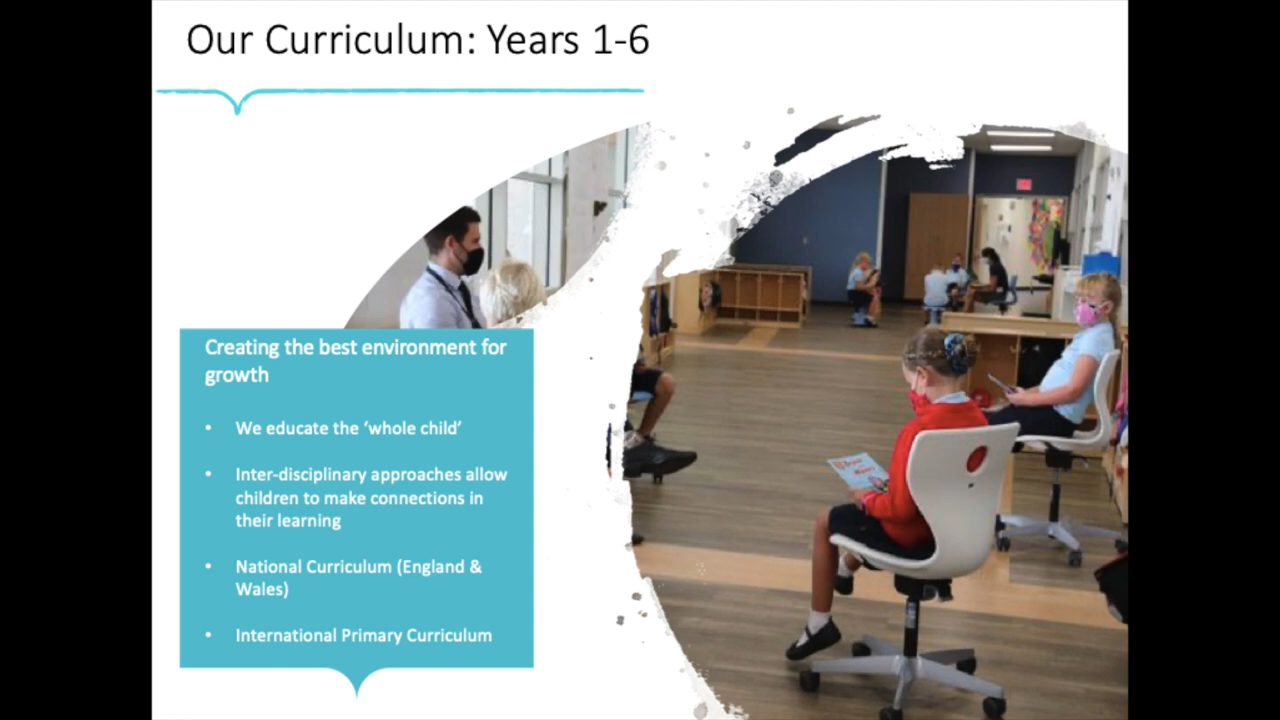 Our Curriculum: Years 1-6
Creating the best environment for
growth
• We educate the ‘whole child’
• Inter-disciplinary approaches allow
children to make connections in
their learning
• National Curriculum (England &
Wales)
• International Primary Curriculum